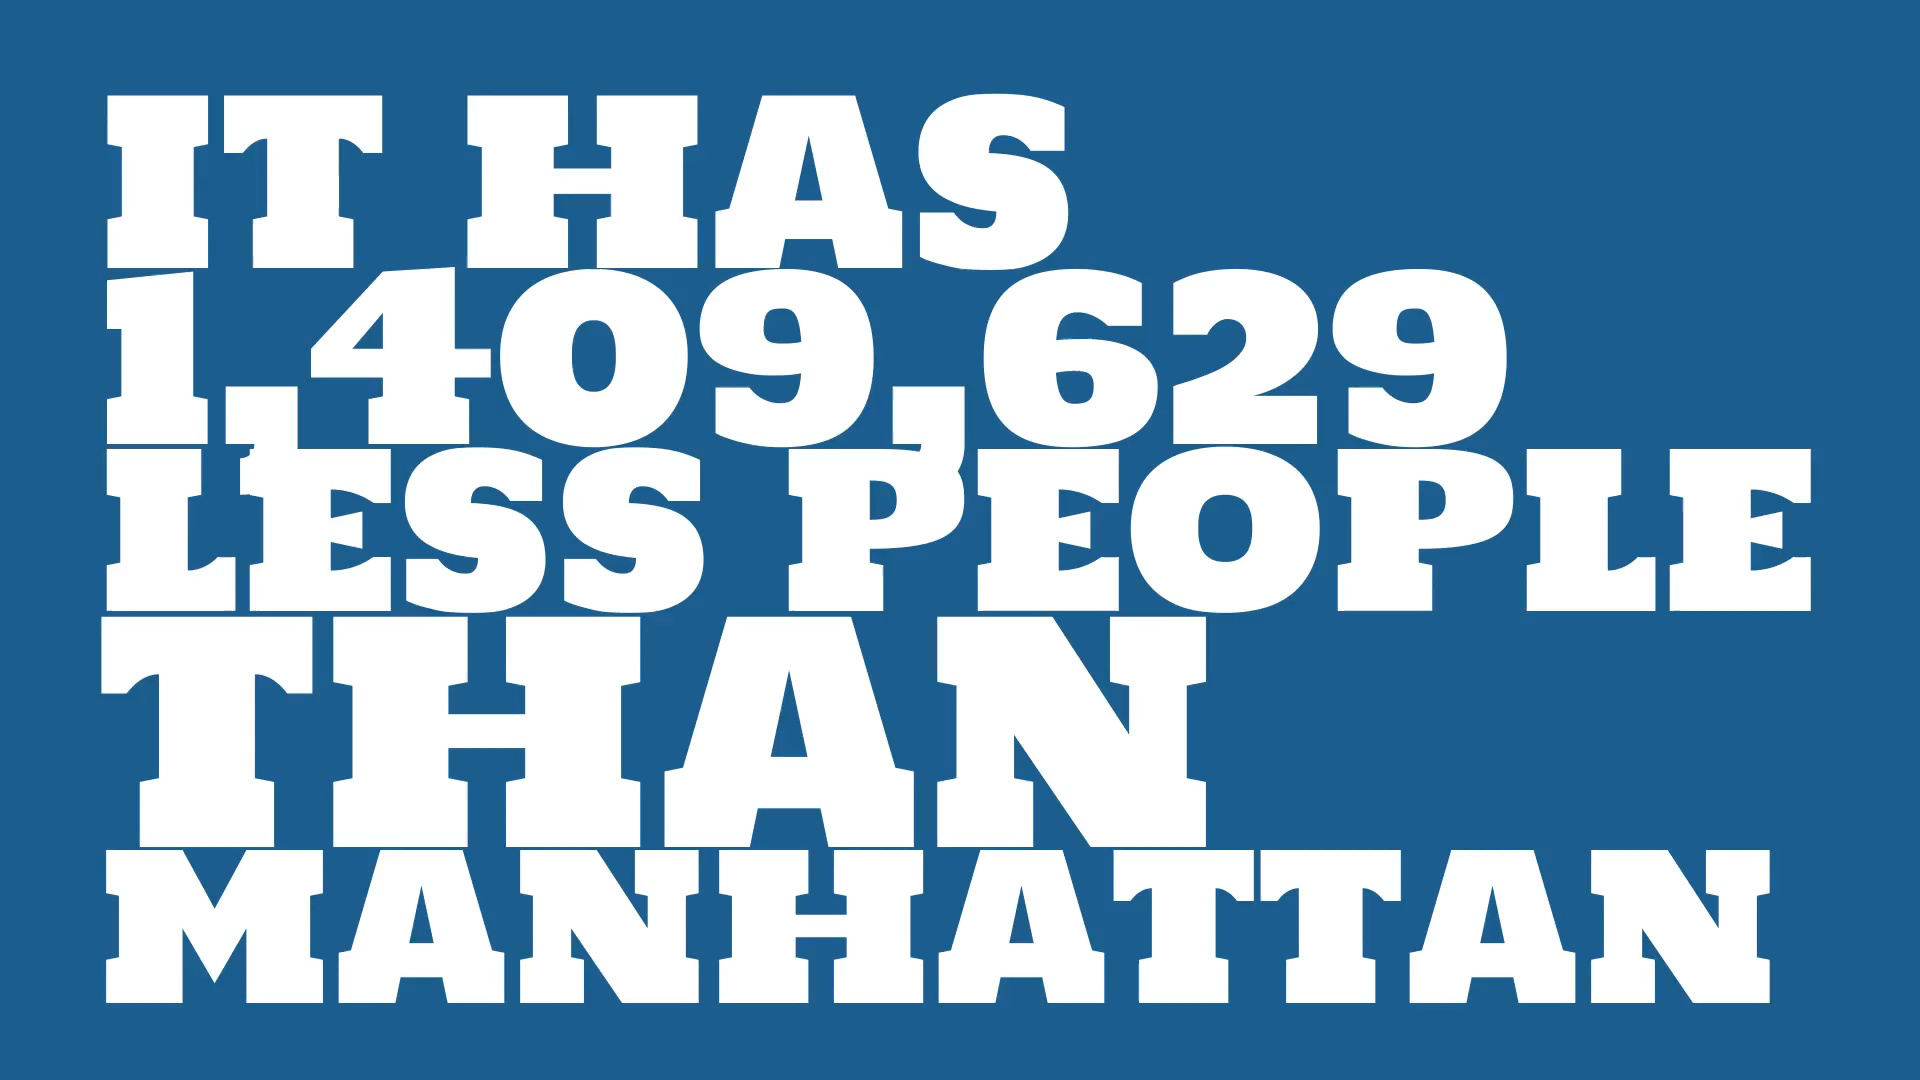 IT HAS
1,409,629
LESS PEOPLE
THAN
MANHATTAN